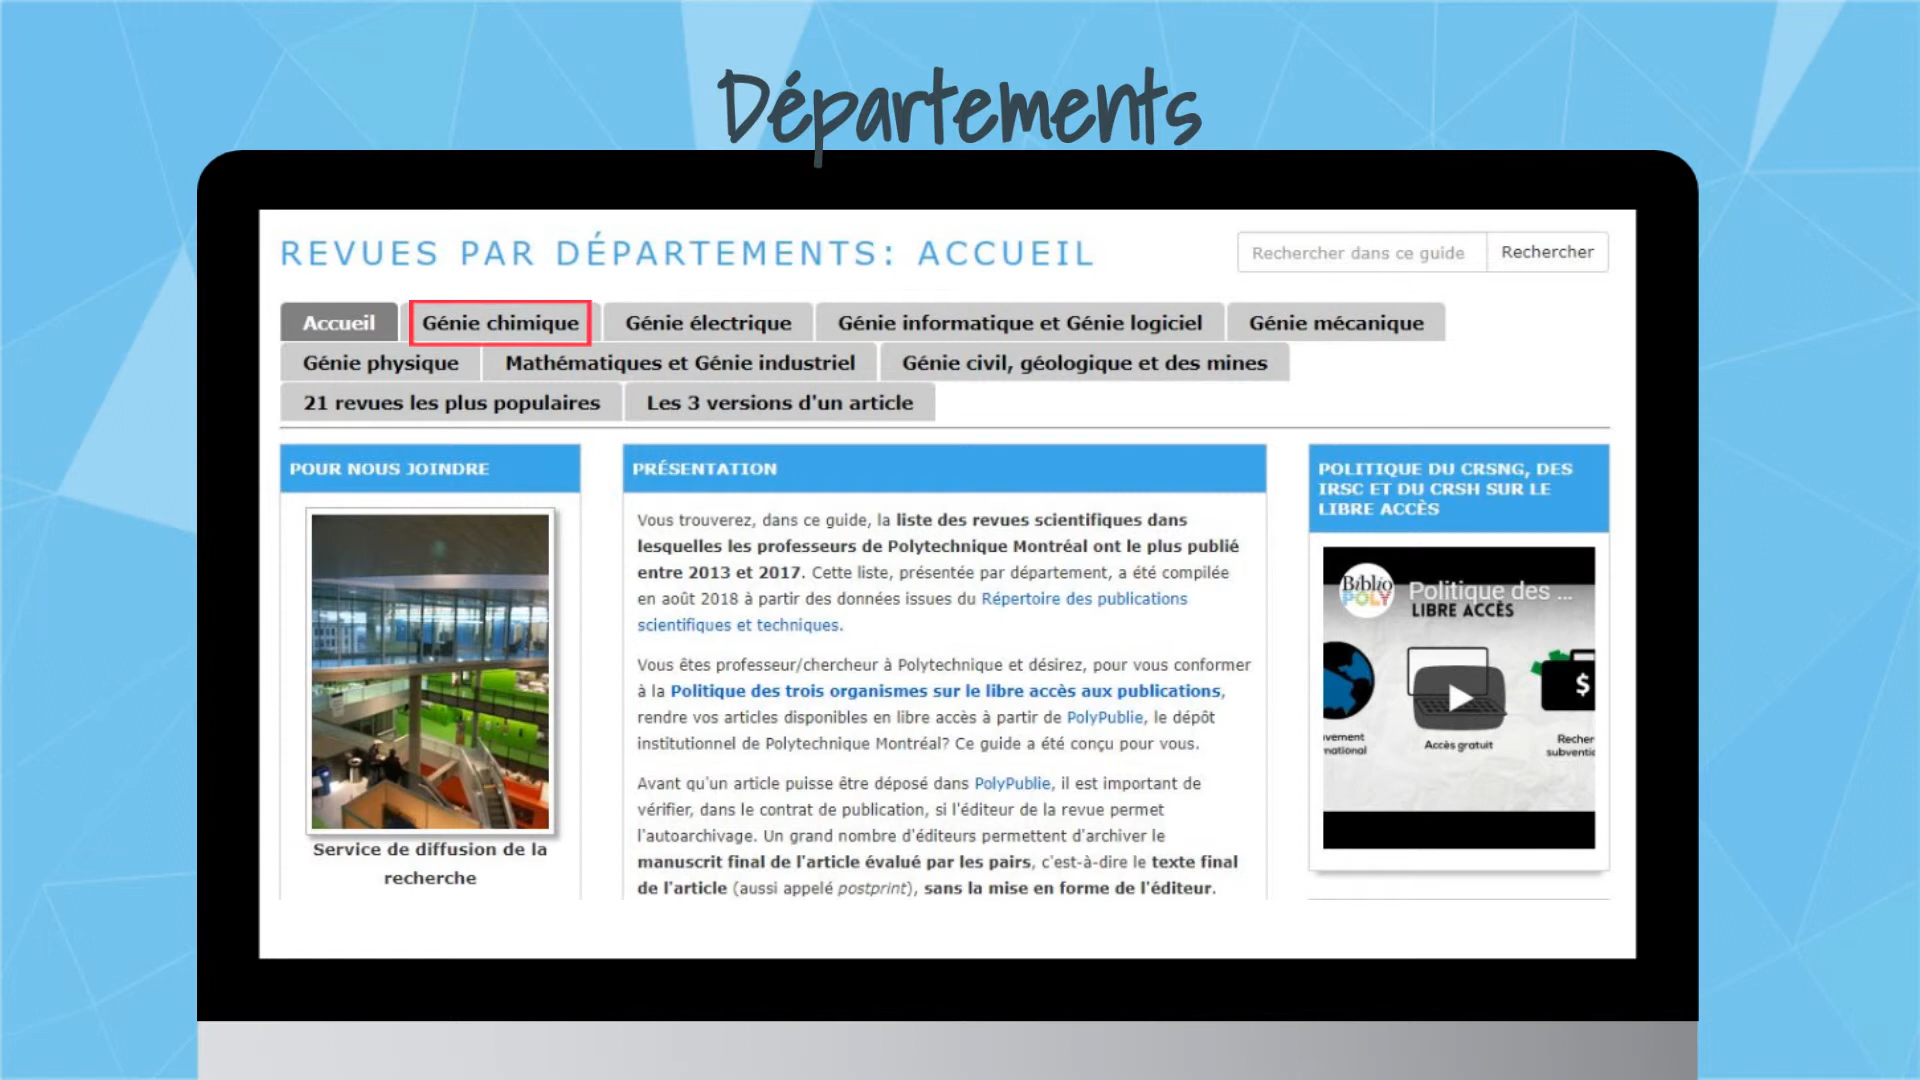 Départements
REVUES PAR DÉPARTEMENTS: ACCUEIL
Rechercher dans ce guide Rechercher
Accueil Génie chimique Génie électrique Génie informatique et Génie logiciel Génie mécanique
Génie physique Mathématiques et Génie industriel Génie civil, géologique et des mines
21 revues les plus populaires Les 3 versions d'un article
POUR NOUS JOINDRE
Service de diffusion de la
recherche
PRÉSENTATION
Vous trouverez, dans ce guide, la liste des revues scientifiques dans
lesquelles les professeurs de Polytechnique Montréal ont le plus publié
entre 2013 et 2017. Cette liste, présentée par département, a été compilée
en août 2018 à partir des données issues du Répertoire des publications
scientifiques et techniques.
Vous êtes professeur/chercheur à Polytechnique et désirez, pour vous conformer
à la Politique des trois organismes sur le libre accès aux publications,
rendre vos articles disponibles en libre accès à partir de PolyPublie, le dépôt
institutionnel de Polytechnique Montréal? Ce guide a été conçu pour vous.
Avant qu'un article puisse être déposé dans PolyPublie, il est important de
vérifier, dans le contrat de publication, si l'éditeur de la revue permet
l'autoarchivage. Un grand nombre d'éditeurs permettent d'archiver le
manuscrit final de l'article évalué par les pairs, c'est-à-dire le texte final
de l'article (aussi appelé postprint), sans la mise en forme de l'éditeur.
POLITIQUE DU CRSNG, DES
IRSC ET DU CRSH SUR LE
LIBRE ACCÈS
Biblio
POLY
Politique des ...
LIBRE ACCÈS
$
vement
national
Accès gratuit
Recher
subventio